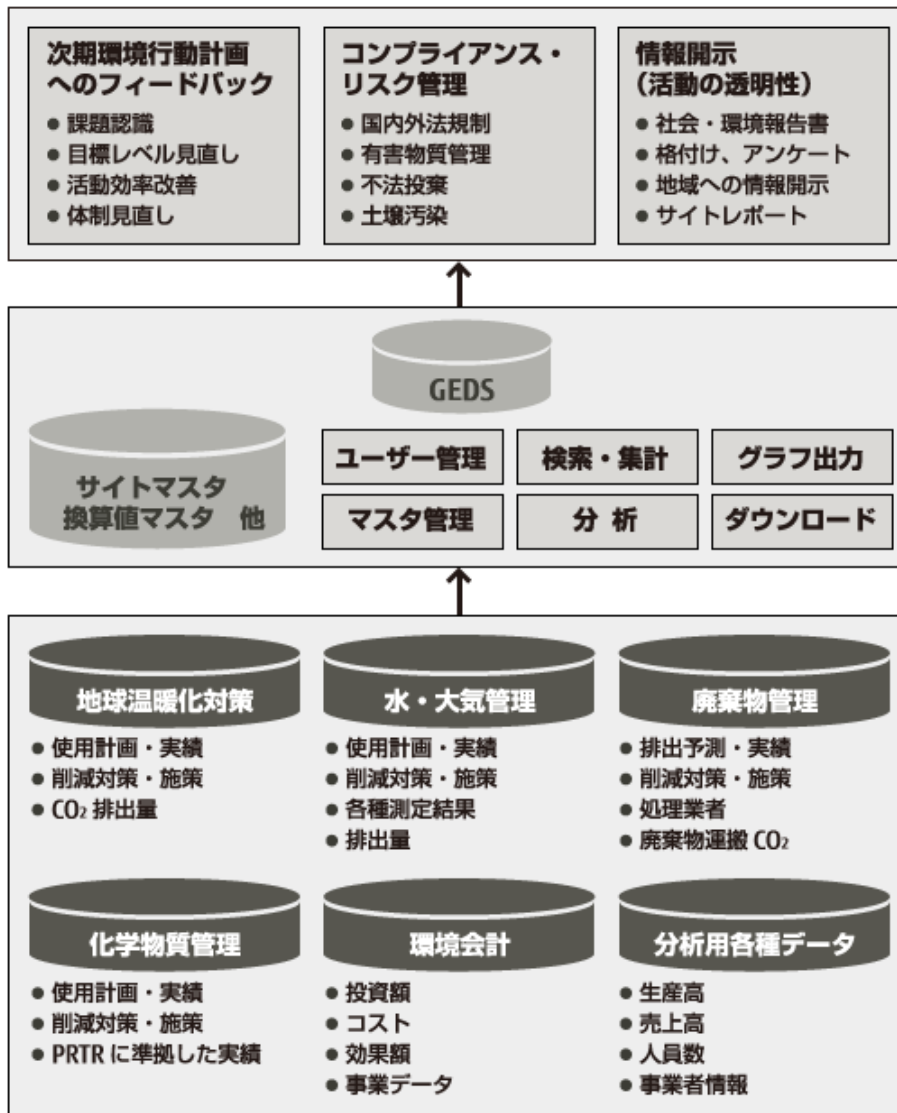 次期環境行動計画
へのフィードバック
● 課題認識
● 目標レベル見直し
● 活動効率改善
● 体制見直し
コンプライアンス・
リスク管理
● 国内外法規制
● 有害物質管理
● 不法投棄
● 土壌汚染
情報開示
（活動の透明性）
● 社会・環境報告書
● 格付け、アンケート
● 地域への情報開示
● サイトレポート
GEDS
サイトマスタ
換算値マスタ　他
ユーザー管理
検索・集計
グラフ出力
マスタ管理
分 析
ダウンロード
地球温暖化対策
● 使用計画・実績
● 削減対策・施策
● CO₂ 排出量
水・大気管理
● 使用計画・実績
● 削減対策・施策
● 各種測定結果
● 排出量
廃棄物管理
● 排出予測・実績
● 削減対策・施策
● 処理業者
● 廃棄物運搬 CO₂
化学物質管理
● 使用計画・実績
● 削減対策・施策
● PRTR に準拠した実績
環境会計
● 投資額
● コスト
● 効果額
● 事業データ
分析用各種データ
● 生産高
● 売上高
● 人員数
● 事業者情報